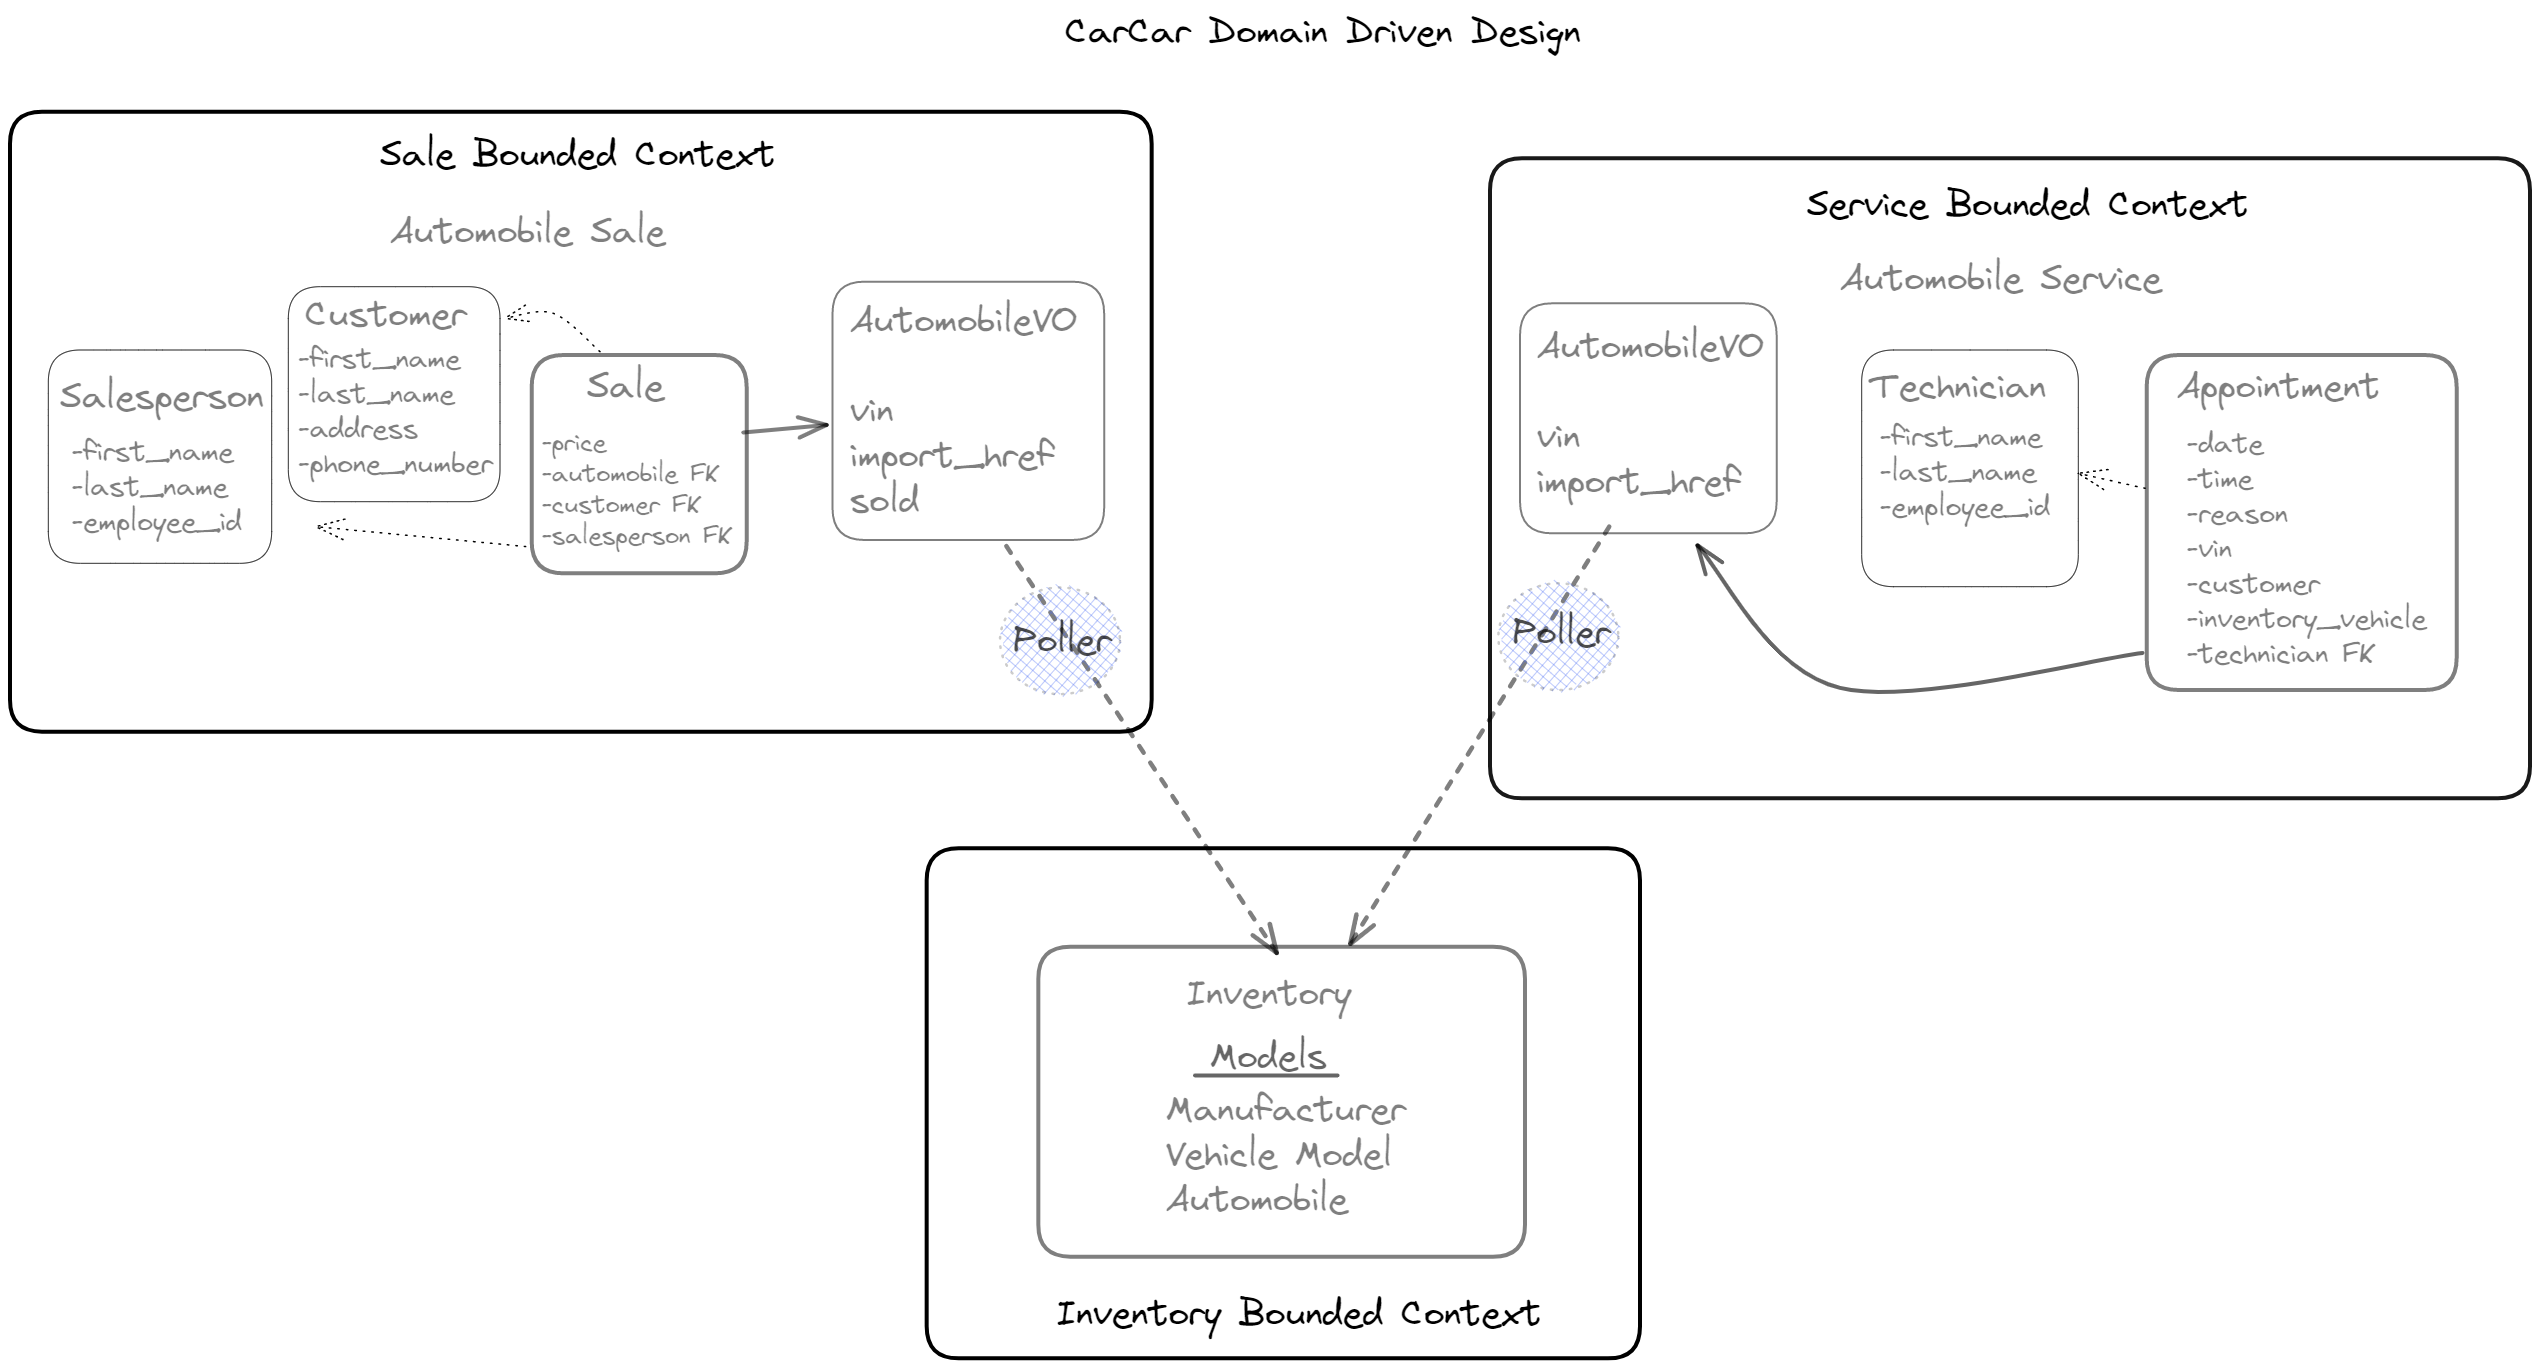 CarCar Domain Driven Design
Sale Bounded Context
Automobile Sale
Salesperson
-first_name
-last_name
-employee_id
Customer
-first_name
-last_name
-address
-phone_number
Sale
-price
-automobile FK
-customer FK
-salesperson FK
AutomobileVO
vin
import_href
sold
Poller
Service Bounded Context
Automobile Service
AutomobileVO
vin
import_href
Poller
Technician
-first_name
-last_name
-employee_id
Appointment
-date
-time
-reason
-vin
-customer
-inventory_vehicle
-technician FK
Inventory
Models
Manufacturer
Vehicle Model
Automobile
Inventory Bounded Context